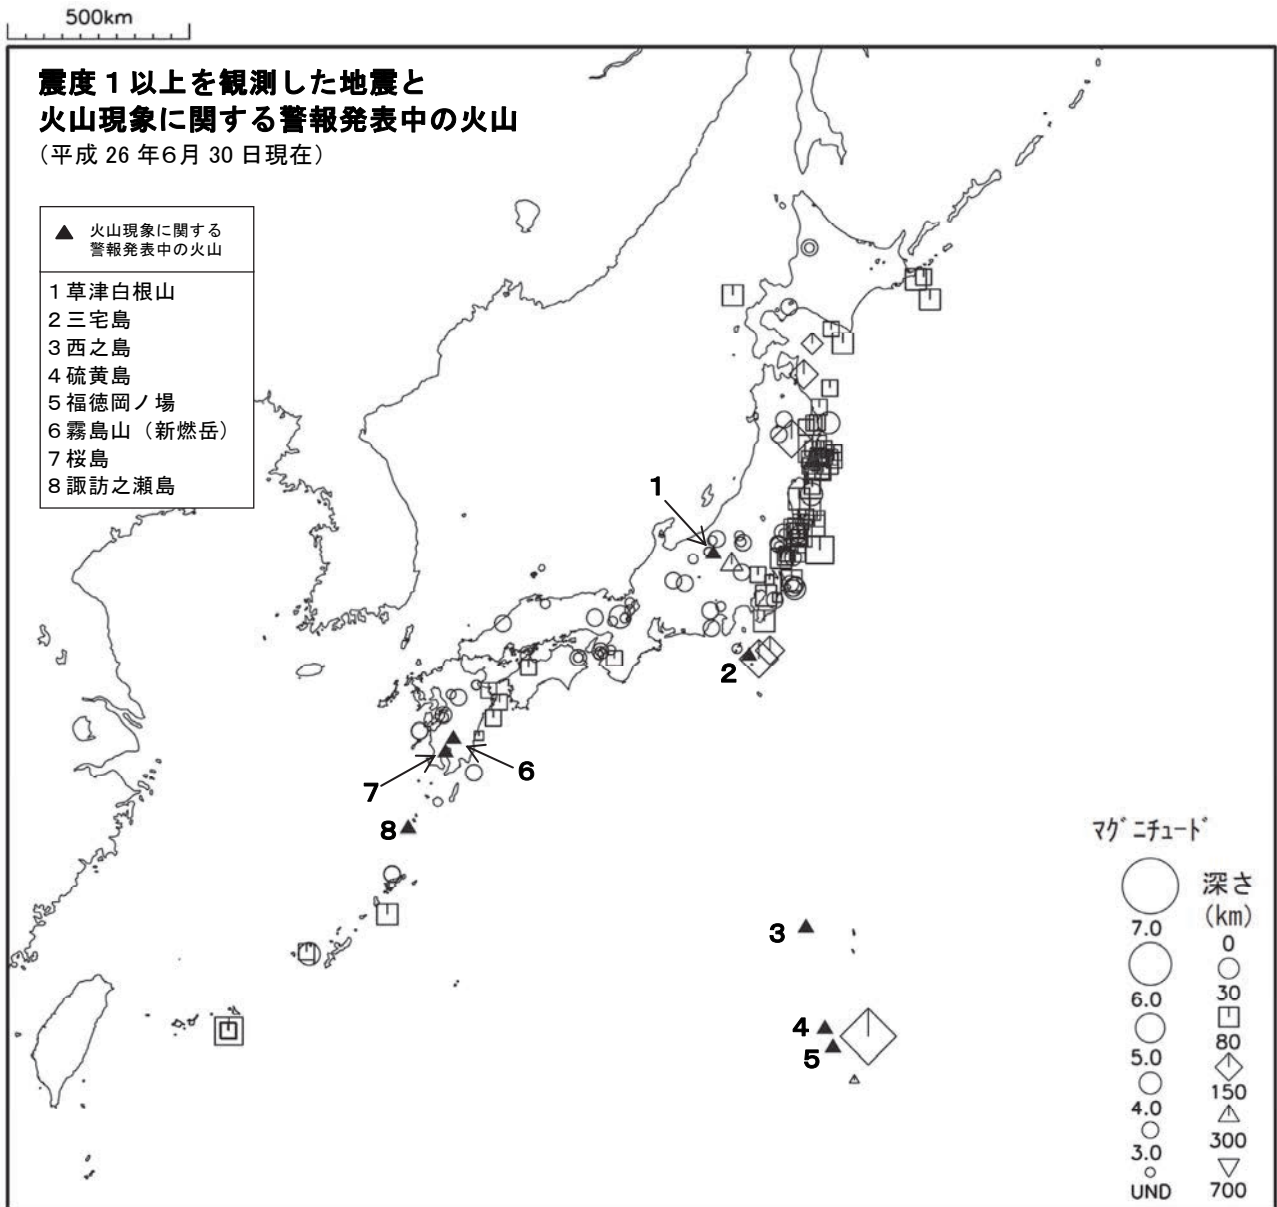 500km
震度１以上を観測した地震と
火山現象に関する警報発表中の火山
（平成 26 年６月 30 日現在）
▲ 火山現象に関する
警報発表中の火山
１草津白根山
２三宅島
３西之島
４硫黄島
５福徳岡ノ場
６霧島山（新燃岳）
７桜島
８諏訪之瀬島
1
2
6
7
8
3
4
5
ﾏｸﾞﾆﾁｭｰﾄﾞ
深さ
(km)
7.0
0
6.0
30
80
5.0
150
4.0
300
3.0
UND
700